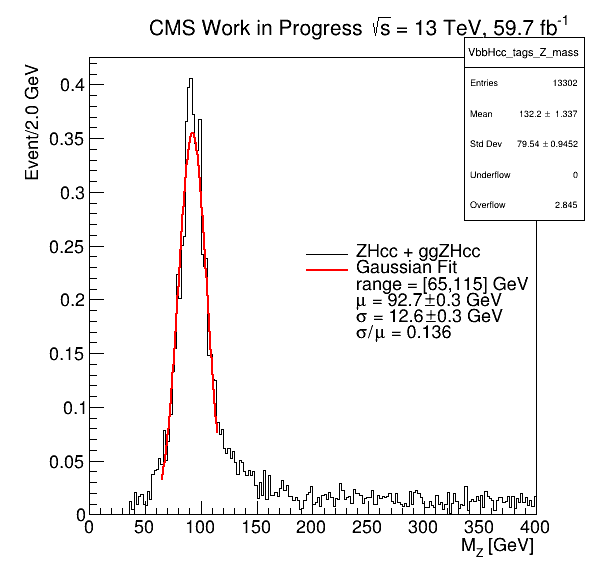 CMS Work in Progress √s = 13 TeV, 59.7 fb⁻¹
VbbHcc_tags_Z_mass
Entries 13302
Mean 132.2 ± 1.337
Std Dev 79.54 ± 0.9452
Underflow 0
Overflow 2.845
Event/2.0 GeV
0.4
0.35
0.3
0.25
0.2
0.15
0.1
0.05
0
ZHcc + ggZHcc
Gaussian Fit
range = [65,115] GeV
μ = 92.7±0.3 GeV
σ = 12.6±0.3 GeV
σ/μ = 0.136
0 50 100 150 200 250 300 350 400
M_Z [GeV]